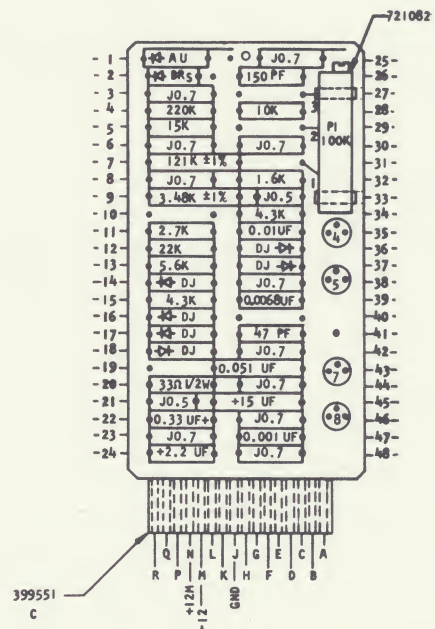 721082
- 1 - AU J0.7 - 25 -
- 2 - BR S 150 PF - 26 -
- 3 - J0.7 - 27 -
- 4 - 220K 10K 3 - 28 -
- 5 - 15K - 29 -
- 6 - J0.7 J0.7 2 P1 100K - 30 -
- 7 - 121K ±1% - 31 -
- 8 - J0.7 1.6K 1 - 32 -
- 9 - 3.48K ±1% J0.5 - 33 -
- 10 - 4.3K - 34 -
- 11 - 2.7K 0.01UF 4 - 35 -
- 12 - 22K DJ - 36 -
- 13 - 5.6K DJ - 37 -
- 14 - DJ J0.7 5 - 38 -
- 15 - 4.3K 0.0068UF - 39 -
- 16 - DJ - 40 -
- 17 - DJ 47 PF - 41 -
- 18 - DJ J0.7 - 42 -
- 19 - 0.051 UF 7 - 43 -
- 20 - 33Ω 1/2W J0.7 - 44 -
- 21 - J0.5 +15 UF - 45 -
- 22 - 0.33 UF+ J0.7 8 - 46 -
- 23 - J0.7 0.001 UF - 47 -
- 24 - +2.2 UF J0.7 - 48 -
R Q P N M L K J H G F E D C B A
+12M
±12
GND
399551
C